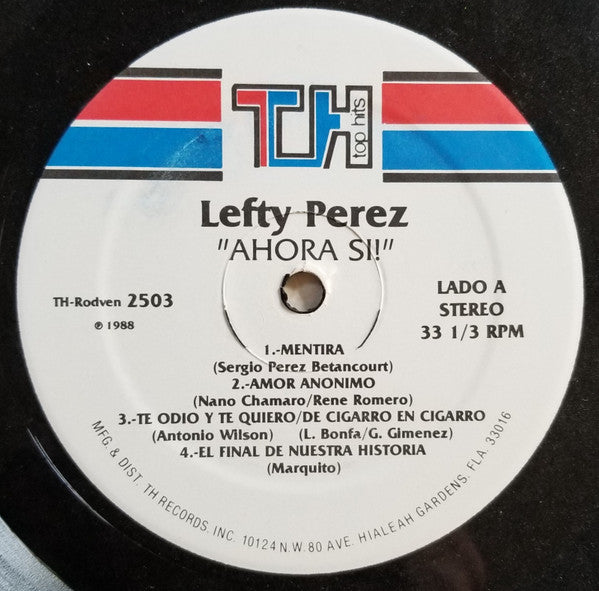 TH
top hits
Lefty Perez
"AHORA SI!"
TH-Rodven 2503
℗ 1988
LADO A
STEREO
33 1/3 RPM
1.-MENTIRA
(Sergio Perez Betancourt)
2.-AMOR ANONIMO
(Nano Chamaro/Rene Romero)
3.-TE ODIO Y TE QUIERO/DE CIGARRO EN CIGARRO
(Antonio Wilson) (L. Bonfa/G. Gimenez)
4.-EL FINAL DE NUESTRA HISTORIA
(Marquito)
MFG. & DIST. TH RECORDS. INC. 10124 N.W. 80 AVE. HIALEAH GARDENS. FLA. 33016